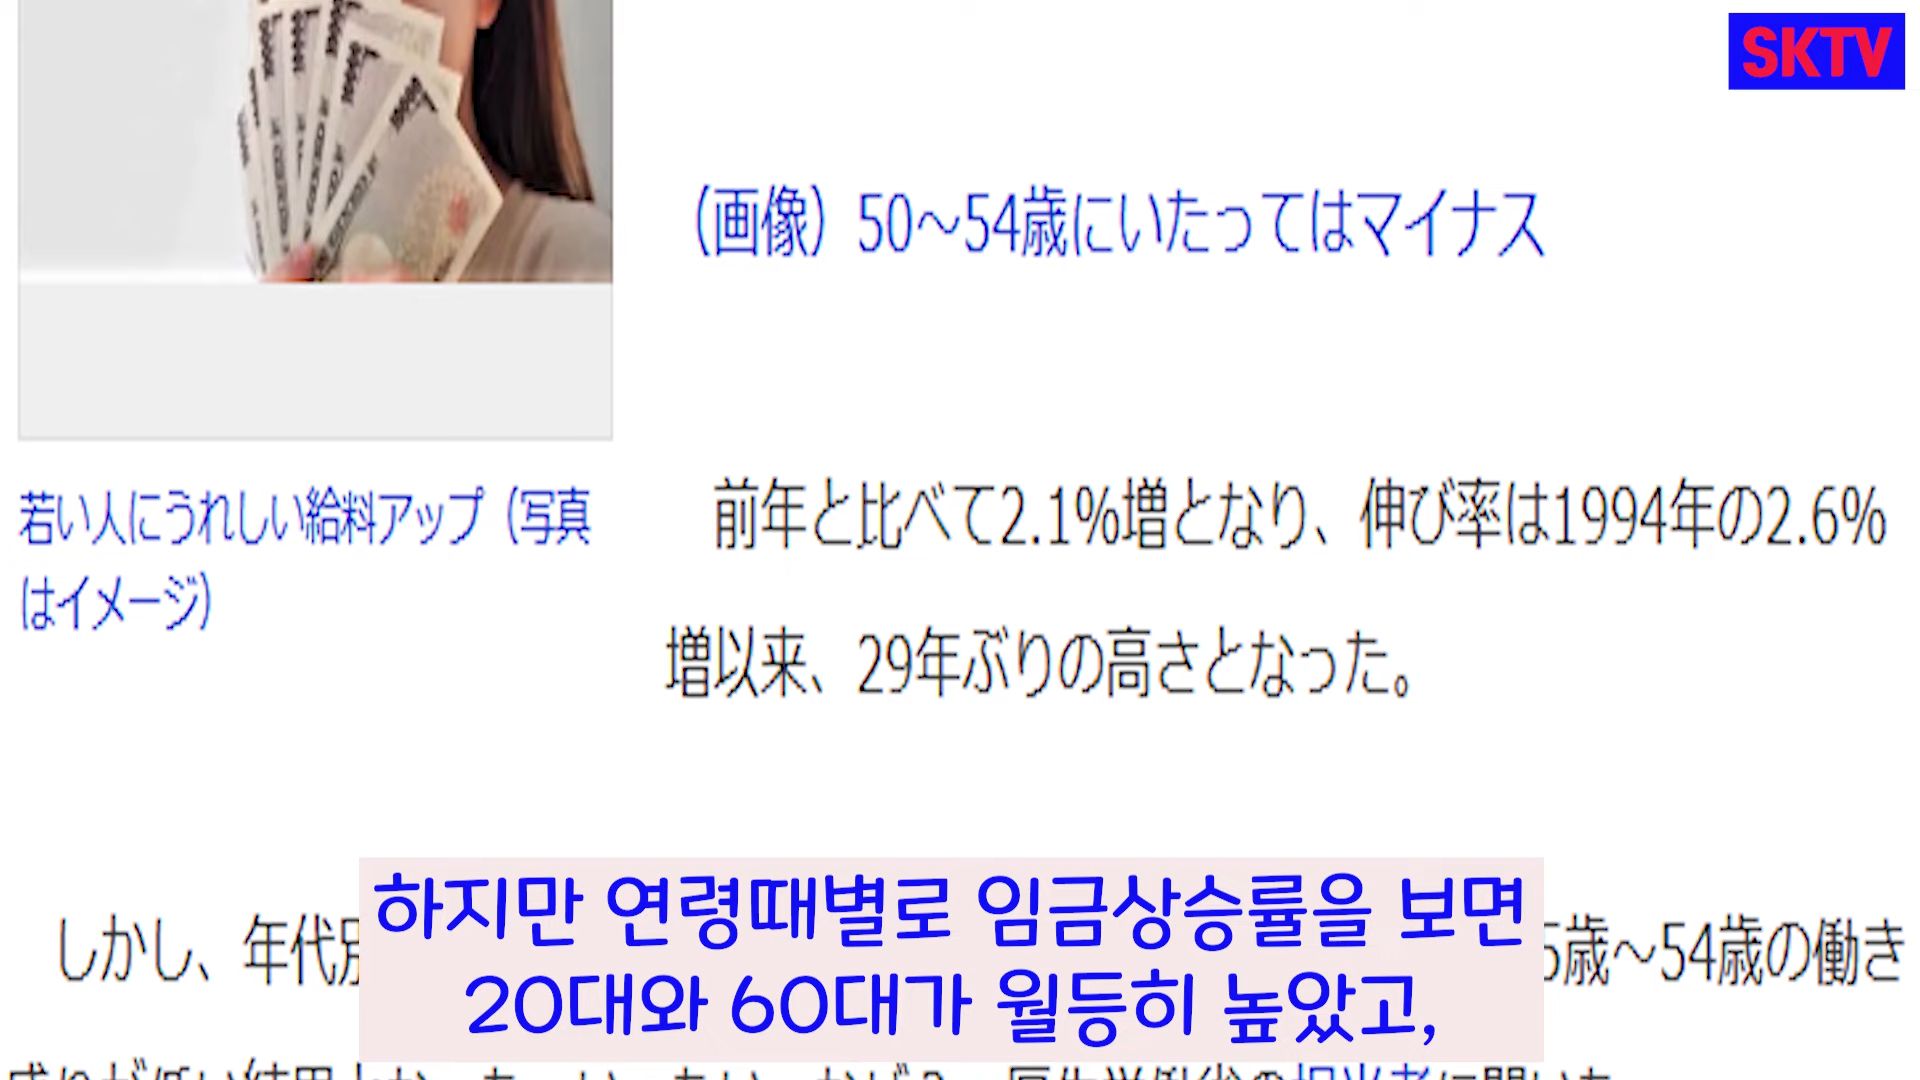 SKTV
（画像）50～54歳にいたってはマイナス
若い人にうれしい給料アップ（写真
はイメージ）
前年と比べて2.1%増となり、伸び率は1994年の2.6%
増以来、29年ぶりの高さとなった。
しかし、年代別
5歳～54歳の働き
하지만 연령때별로 임금상승률을 보면
20대와 60대가 월등히 높았고,